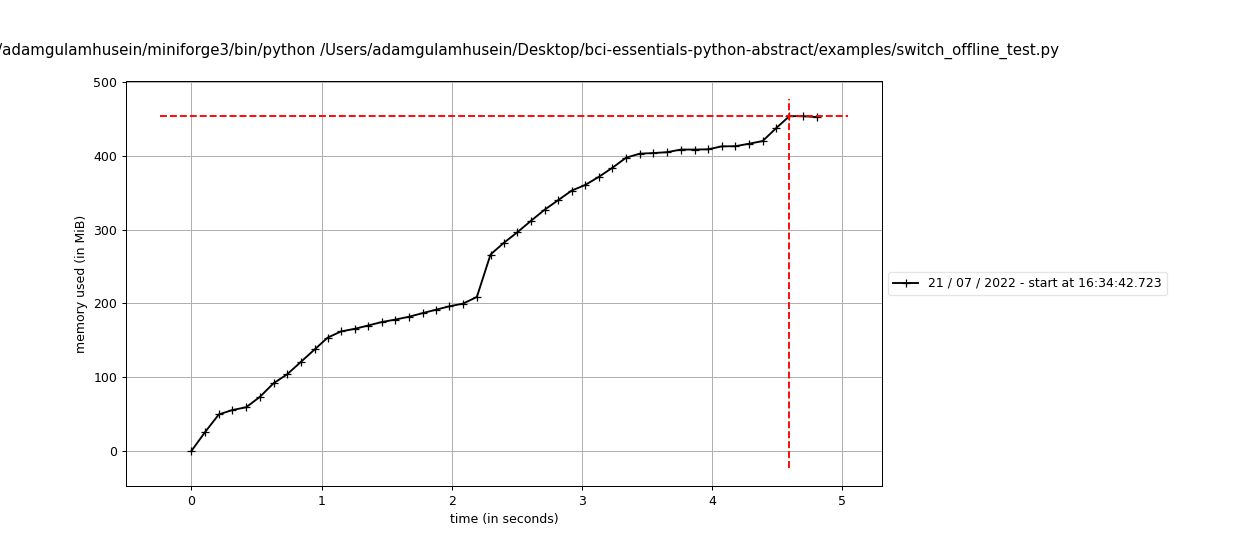 /adamgulamhusein/miniforge3/bin/python /Users/adamgulamhusein/Desktop/bci-essentials-python-abstract/examples/switch_offline_test.py
500
400
300
200
100
0
memory used (in MiB)
0 1 2 3 4 5
time (in seconds)
21 / 07 / 2022 - start at 16:34:42.723